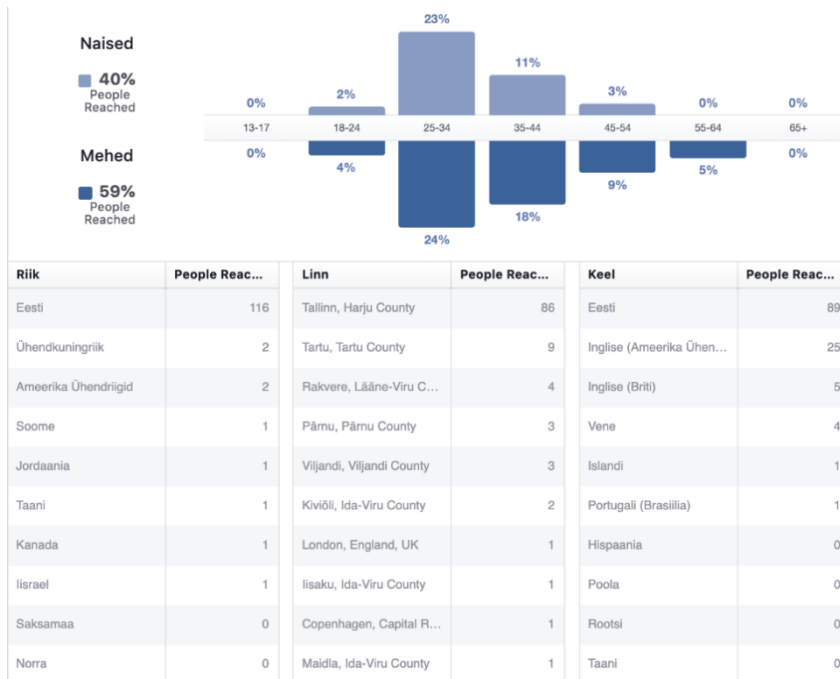 23%
Naised
11%
40%
People
Reached
0%
2%
3%
0%
0%
13-17
18-24
25-34
35-44
45-54
55-64
65+
Mehed
0%
4%
24%
18%
9%
5%
0%
59%
People
Reached
Riik People Reac... Linn People Reac... Keel People Reac...
Eesti 116 Tallinn, Harju County 86 Eesti 89
Ühendkuningriik 2 Tartu, Tartu County 9 Inglise (Ameerika Ühen... 25
Ameerika Ühendriigid 2 Rakvere, Lääne-Viru C... 4 Inglise (Briti) 5
Soome 1 Pärnu, Pärnu County 3 Vene 4
Jordaania 1 Viljandi, Viljandi County 3 Islandi 1
Taani 1 Kiviõli, Ida-Viru County 2 Portugali (Brasiilia) 1
Kanada 1 London, England, UK 1 Hispaania 0
Iisrael 1 Iisaku, Ida-Viru County 1 Poola 0
Saksamaa 0 Copenhagen, Capital R... 1 Rootsi 0
Norra 0 Maidla, Ida-Viru County 1 Taani 0